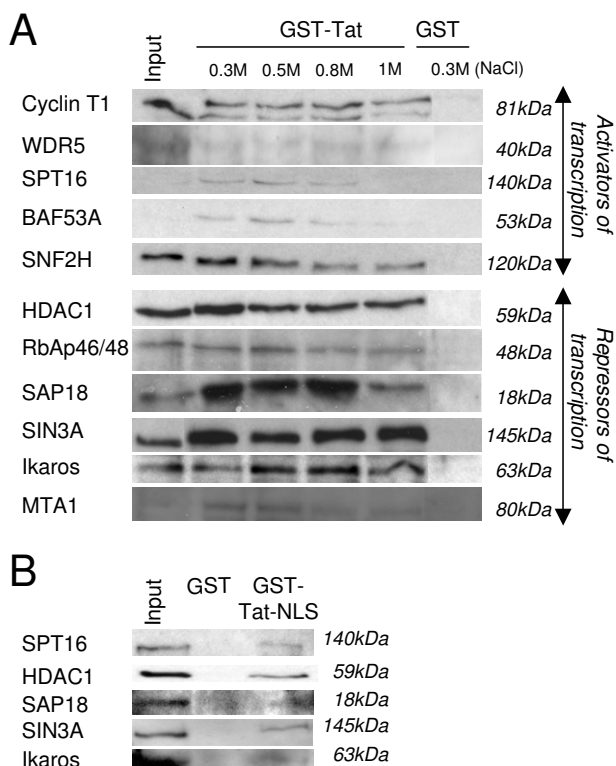 A
Input
GST-Tat
GST
0.3M 0.5M 0.8M 1M 0.3M (NaCl)
Cyclin T1 81kDa
WDR5 40kDa
SPT16 140kDa
BAF53A 53kDa
SNF2H 120kDa
Activators of
transcription
HDAC1 59kDa
RbAp46/48 48kDa
SAP18 18kDa
SIN3A 145kDa
Ikaros 63kDa
MTA1 80kDa
Repressors of
transcription
B
Input
GST
GST-
Tat-NLS
SPT16 140kDa
HDAC1 59kDa
SAP18 18kDa
SIN3A 145kDa
Ikaros 63kDa